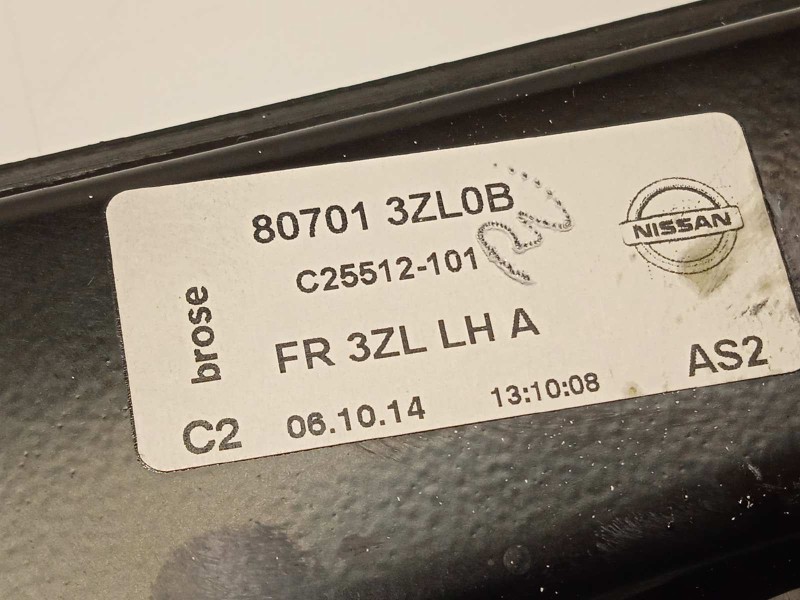 80701 3ZL0B
NISSAN
C25512-101
brose
FR 3ZL LH A
AS2
C2 06.10.14 13:10:08